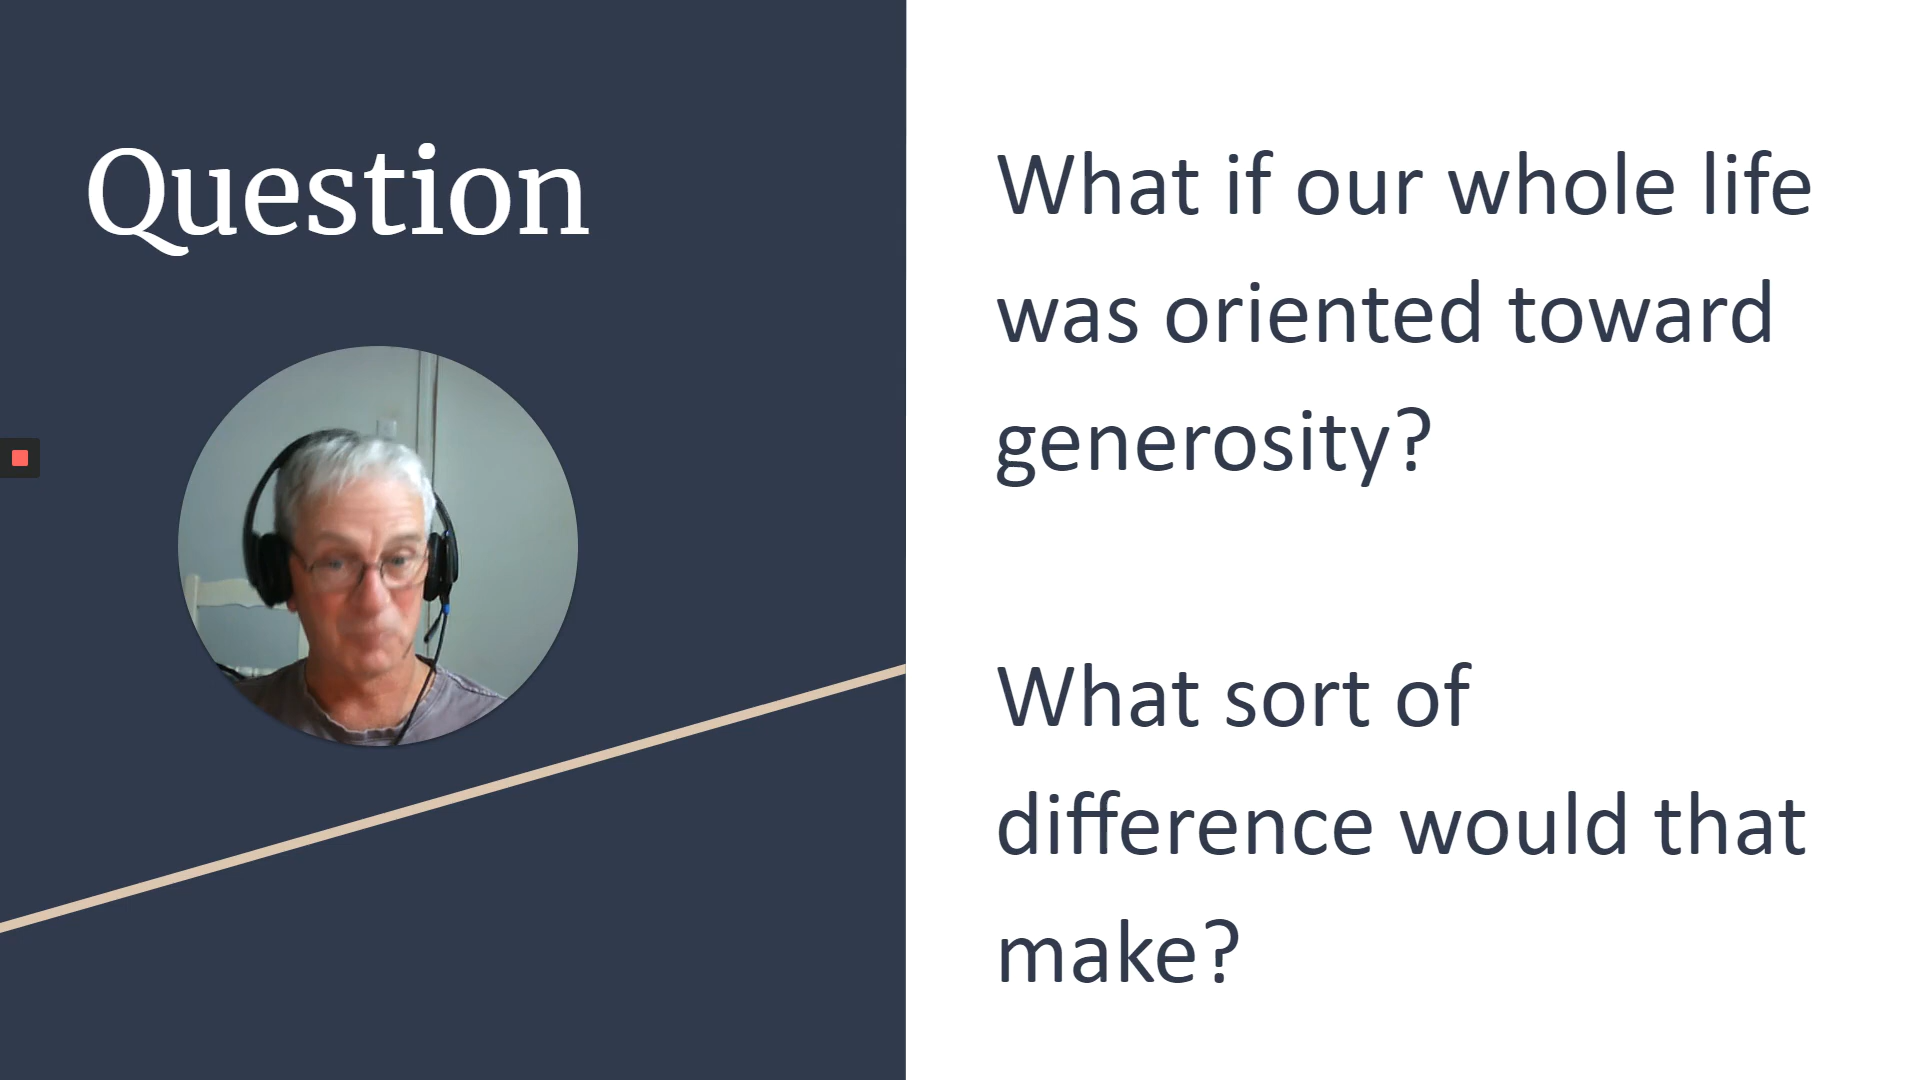 Question
What if our whole life
was oriented toward
generosity?
What sort of
difference would that
make?